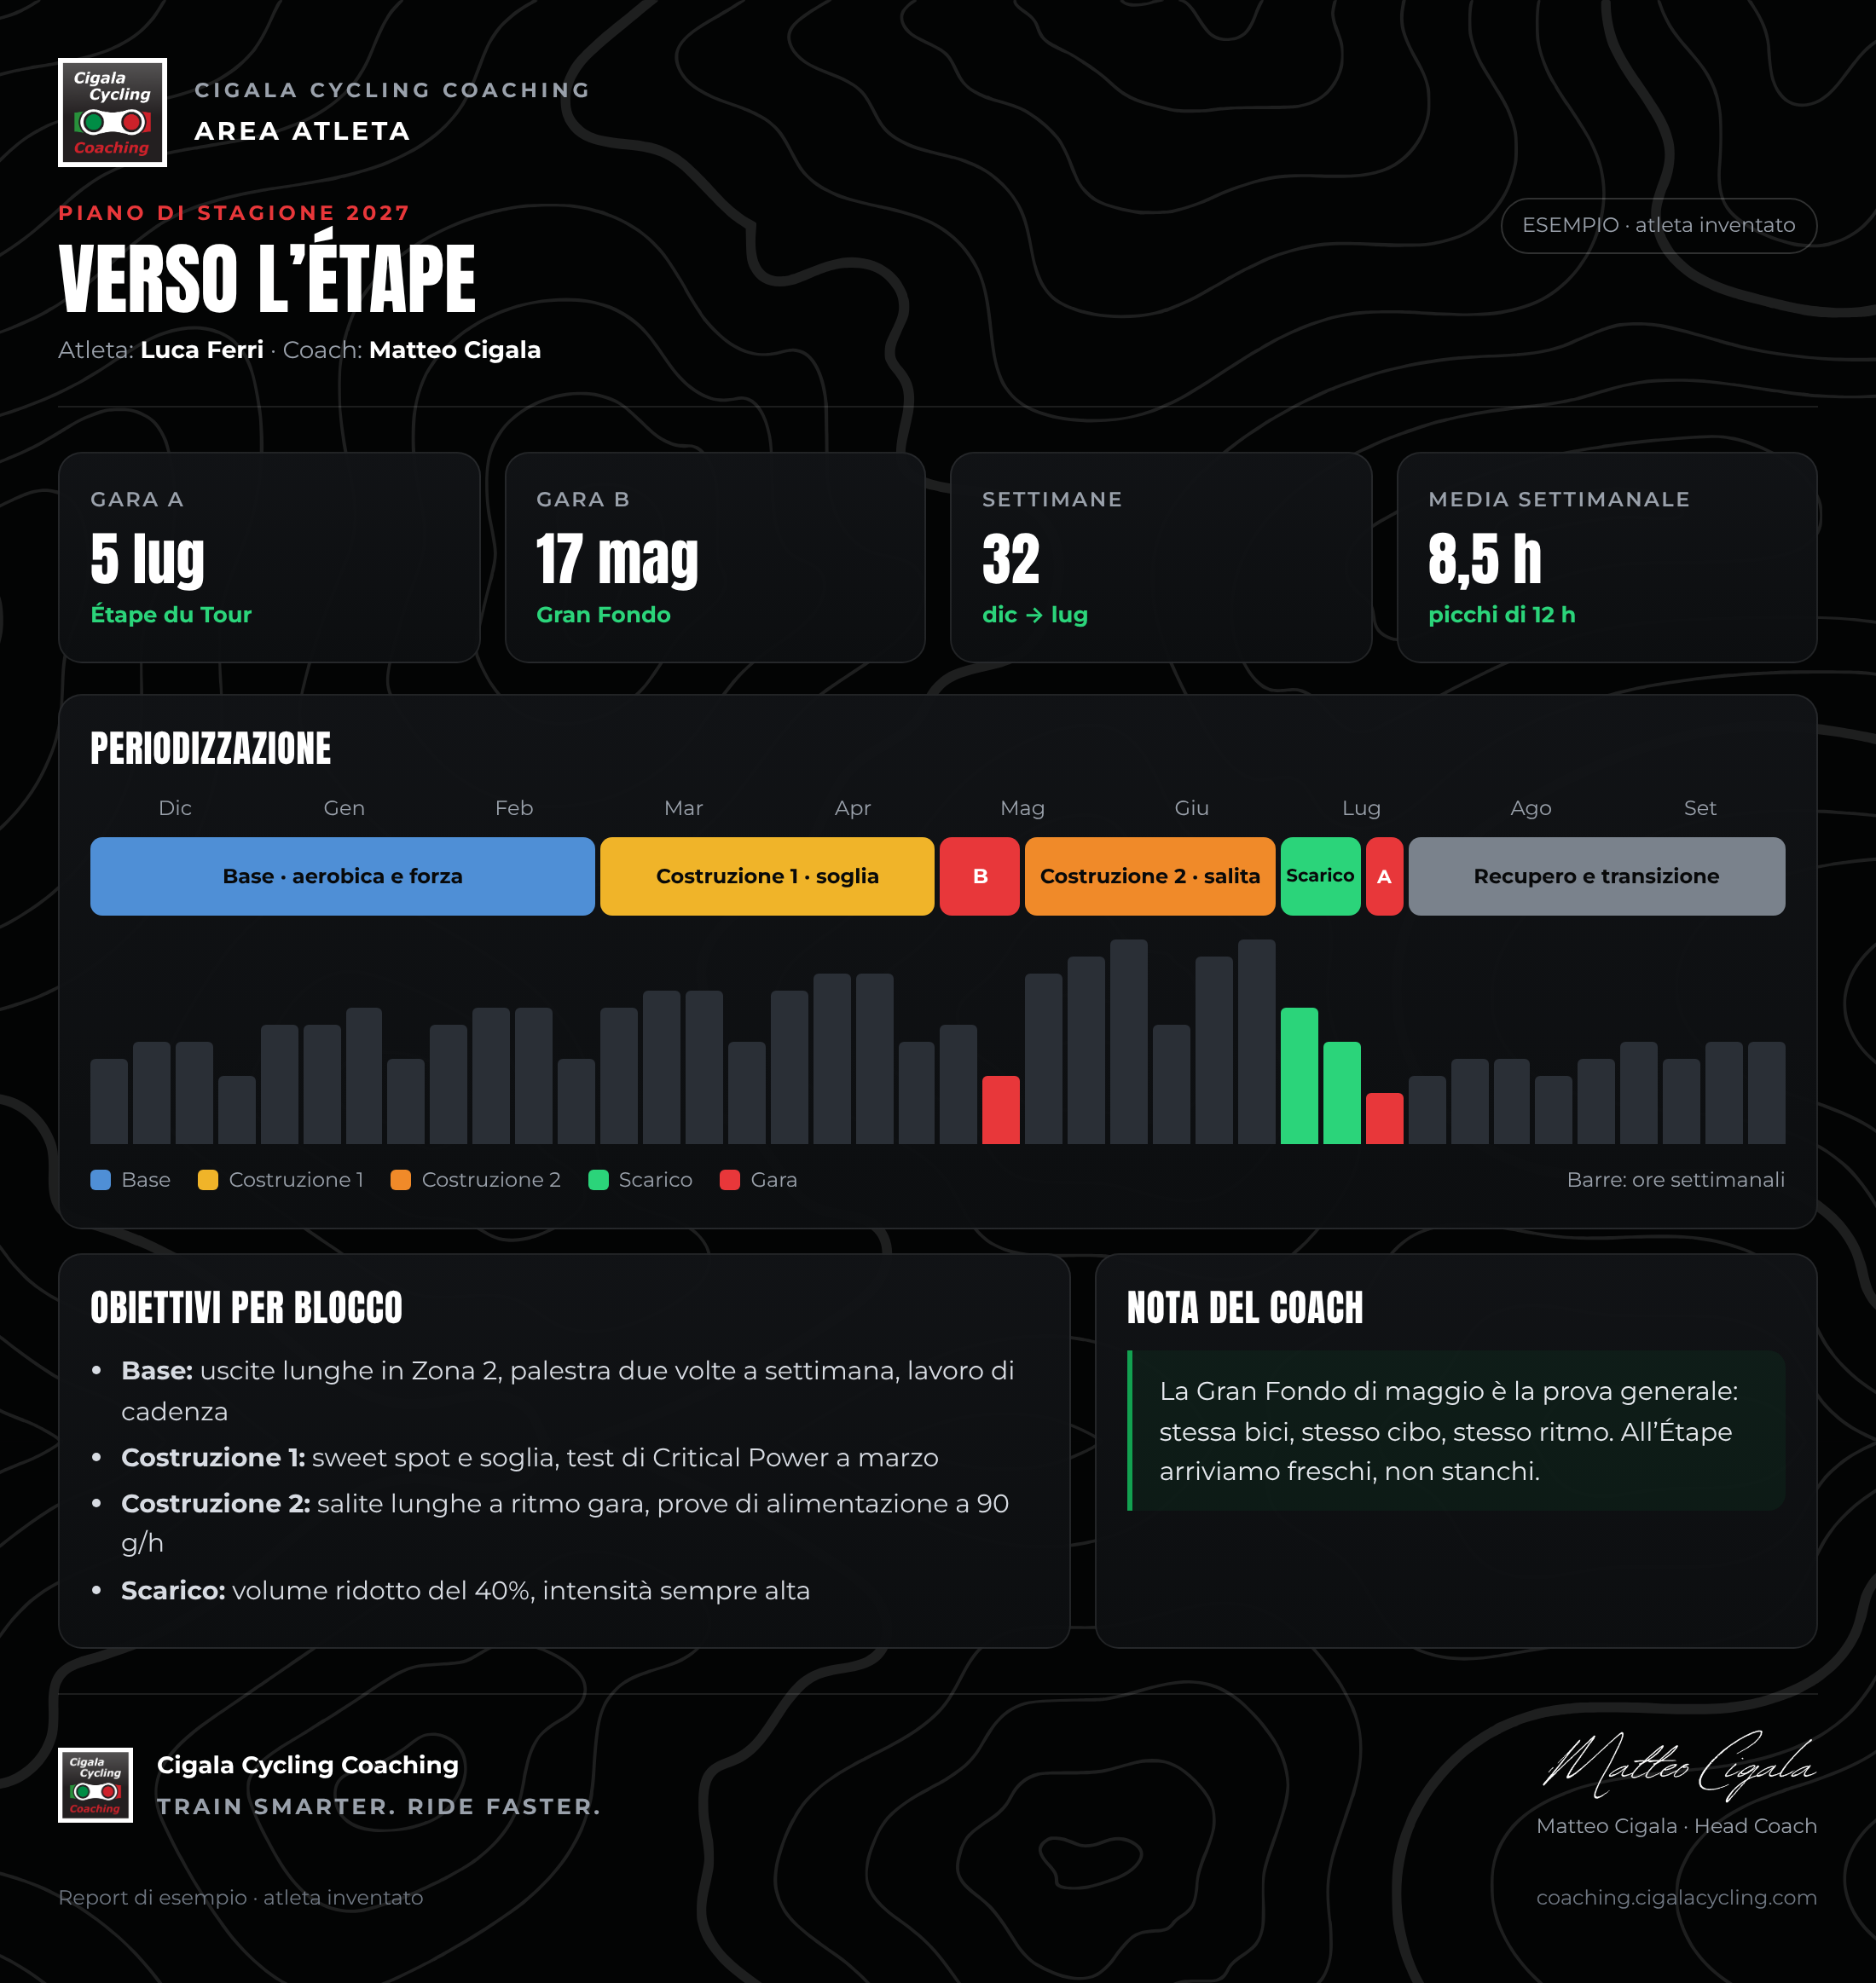 Cigala
Cycling
Coaching
CIGALA CYCLING COACHING
AREA ATLETA
PIANO DI STAGIONE 2027
VERSO L’ÉTAPE
Atleta: Luca Ferri · Coach: Matteo Cigala
ESEMPIO · atleta inventato
GARA A
5 lug
Étape du Tour
GARA B
17 mag
Gran Fondo
SETTIMANE
32
dic → lug
MEDIA SETTIMANALE
8,5 h
picchi di 12 h
PERIODIZZAZIONE
Dic Gen Feb Mar Apr Mag Giu Lug Ago Set
Base · aerobica e forza Costruzione 1 · soglia B Costruzione 2 · salita Scarico A Recupero e transizione
Base Costruzione 1 Costruzione 2 Scarico Gara Barre: ore settimanali
OBIETTIVI PER BLOCCO
• Base: uscite lunghe in Zona 2, palestra due volte a settimana, lavoro di
cadenza
• Costruzione 1: sweet spot e soglia, test di Critical Power a marzo
• Costruzione 2: salite lunghe a ritmo gara, prove di alimentazione a 90
g/h
• Scarico: volume ridotto del 40%, intensità sempre alta
NOTA DEL COACH
La Gran Fondo di maggio è la prova generale:
stessa bici, stesso cibo, stesso ritmo. All’Étape
arriviamo freschi, non stanchi.
Cigala
Cycling
Coaching
Cigala Cycling Coaching
TRAIN SMARTER. RIDE FASTER.
Matteo Cigala
Matteo Cigala · Head Coach
Report di esempio · atleta inventato
coaching.cigalacycling.com